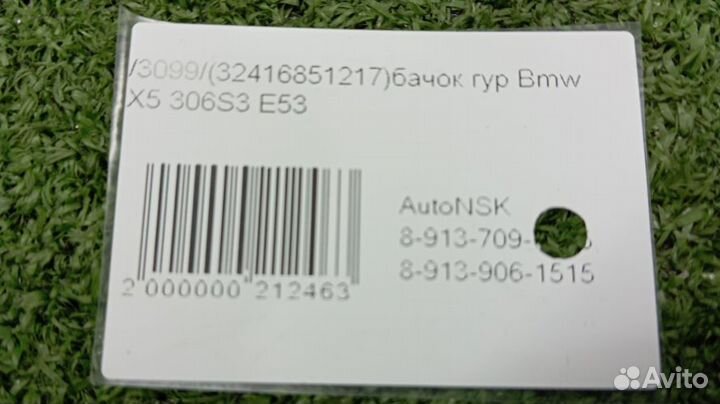 /3099/(32416851217)бачок гур Bmw
X5 306S3 E53
AutoNSK
8-913-709-
8-913-906-1515
2 000000 212463
Avito